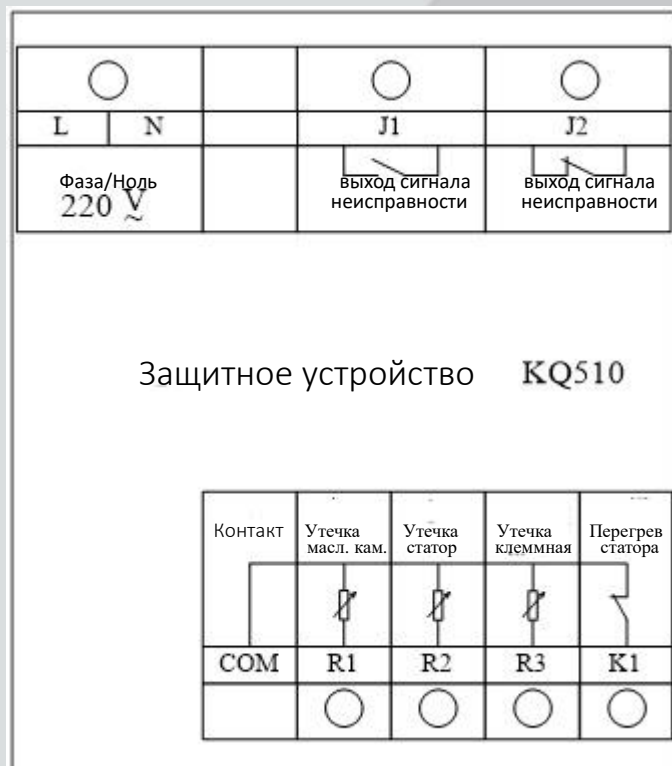 L N J1 J2
Фаза/Ноль
220 V
~
выход сигнала
неисправности
выход сигнала
неисправности
Защитное устройство KQ510
Контакт
Утечка
масл. кам.
Утечка
статор
Утечка
клеммная
Перегрев
статора
COM R1 R2 R3 K1